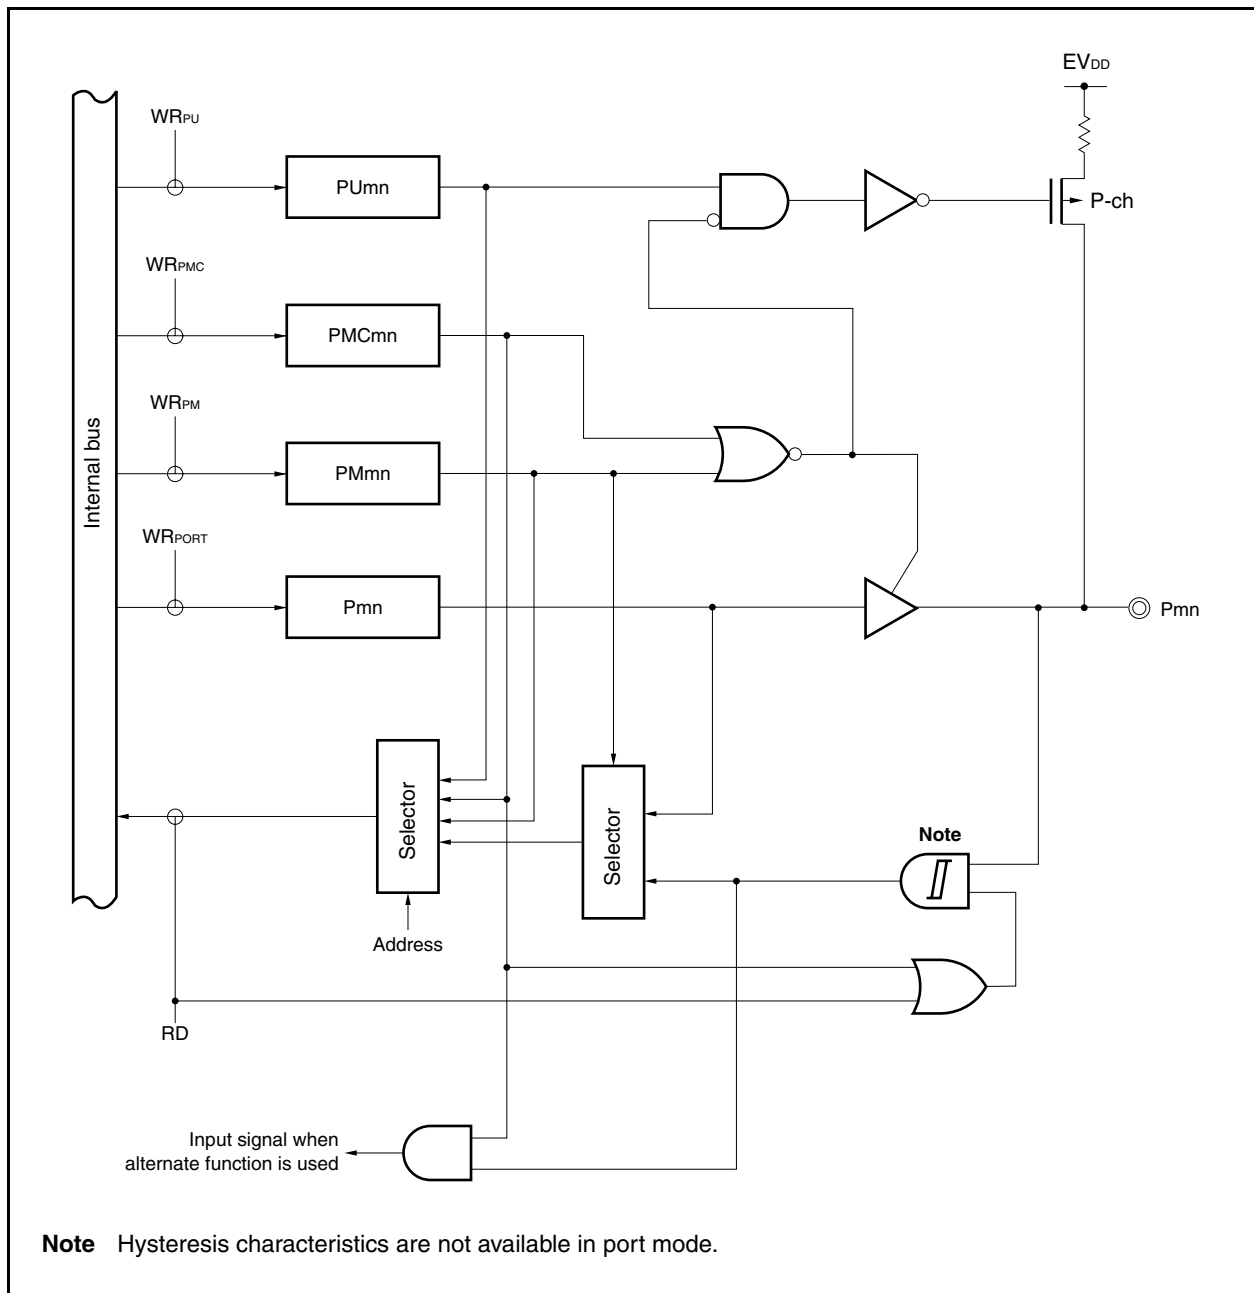 EVDD
WRPU
PUmn
P-ch
WRPMC
PMCmn
WRPM
PMmn
Internal bus
WRPORT
Pmn
Pmn
Selector
Selector
Note
Address
RD
Input signal when
alternate function is used
Note Hysteresis characteristics are not available in port mode.